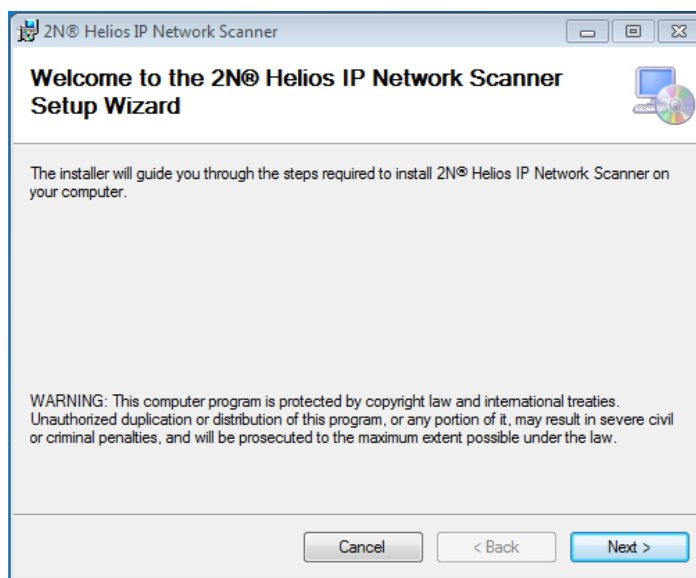 2N® Helios IP Network Scanner
Welcome to the 2N® Helios IP Network Scanner
Setup Wizard
The installer will guide you through the steps required to install 2N® Helios IP Network Scanner on
your computer.
WARNING: This computer program is protected by copyright law and international treaties.
Unauthorized duplication or distribution of this program, or any portion of it, may result in severe civil
or criminal penalties, and will be prosecuted to the maximum extent possible under the law.
Cancel
< Back
Next >